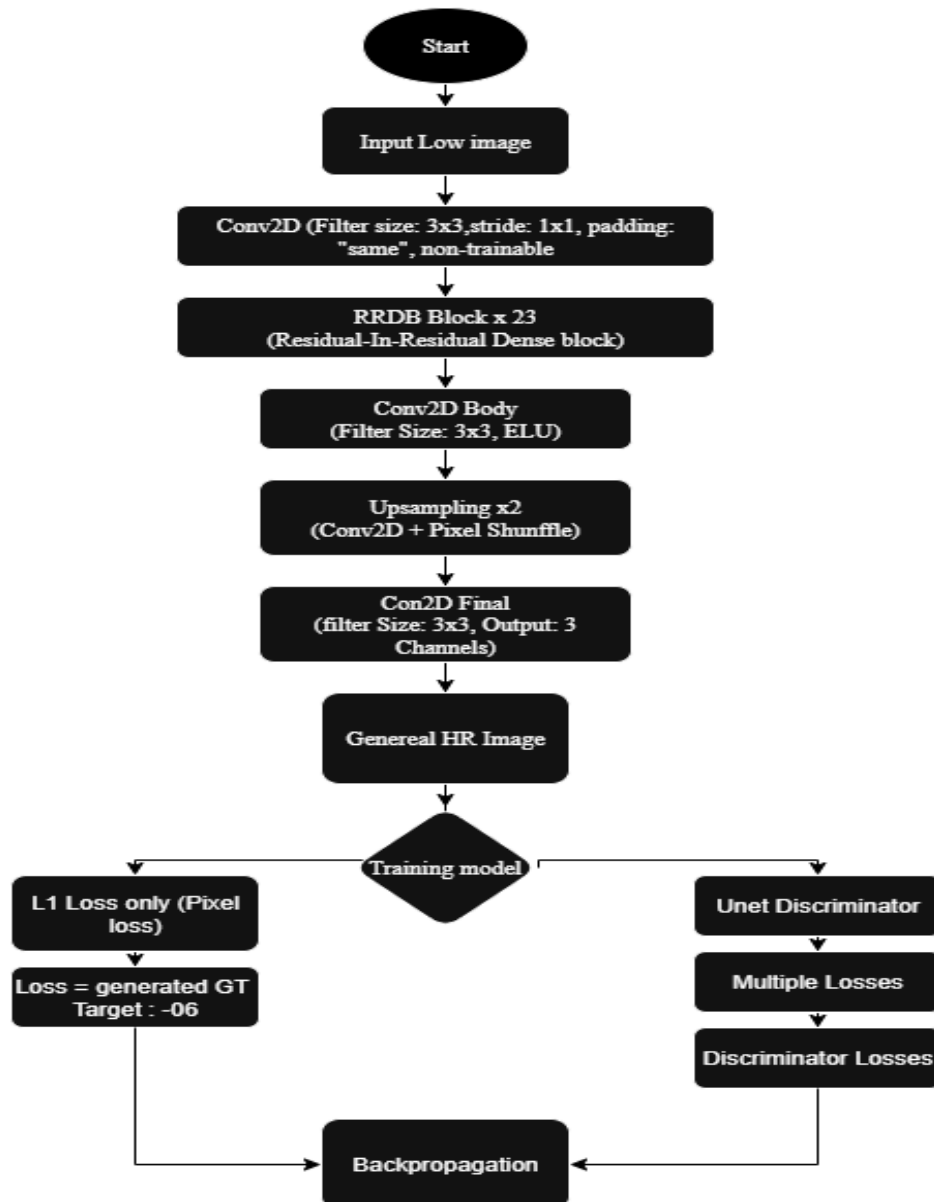 Start
Input Low image
Conv2D (Filter size: 3x3,stride: 1x1, padding:
"same", non-trainable
RRDB Block x 23
(Residual-In-Residual Dense block)
Conv2D Body
(Filter Size: 3x3, ELU)
Upsampling x2
(Conv2D + Pixel Shunffle)
Con2D Final
(filter Size: 3x3, Output: 3
Channels)
Genereal HR Image
Training model
L1 Loss only (Pixel
loss)
Loss = generated GT
Target : -06
Unet Discriminator
Multiple Losses
Discriminator Losses
Backpropagation